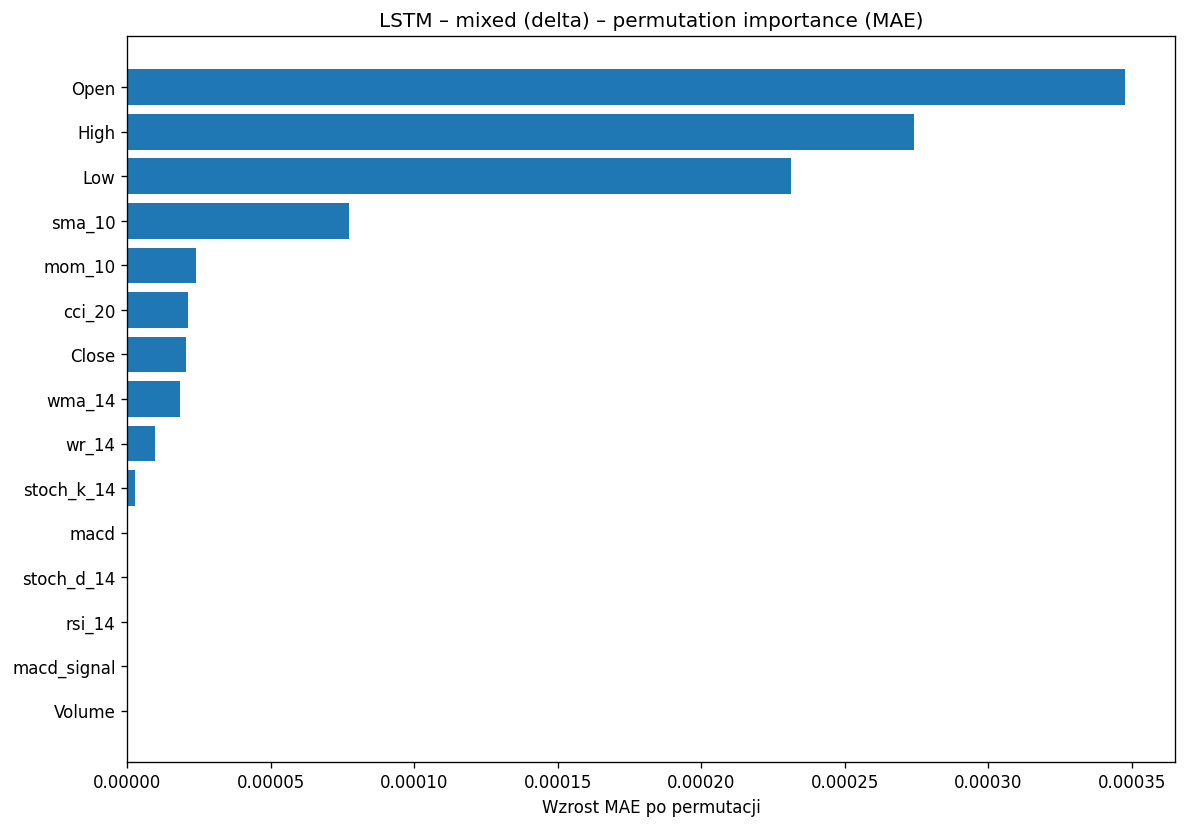 LSTM – mixed (delta) – permutation importance (MAE)
Open
High
Low
sma_10
mom_10
cci_20
Close
wma_14
wr_14
stoch_k_14
macd
stoch_d_14
rsi_14
macd_signal
Volume
0.00000 0.00005 0.00010 0.00015 0.00020 0.00025 0.00030 0.00035
Wzrost MAE po permutacji